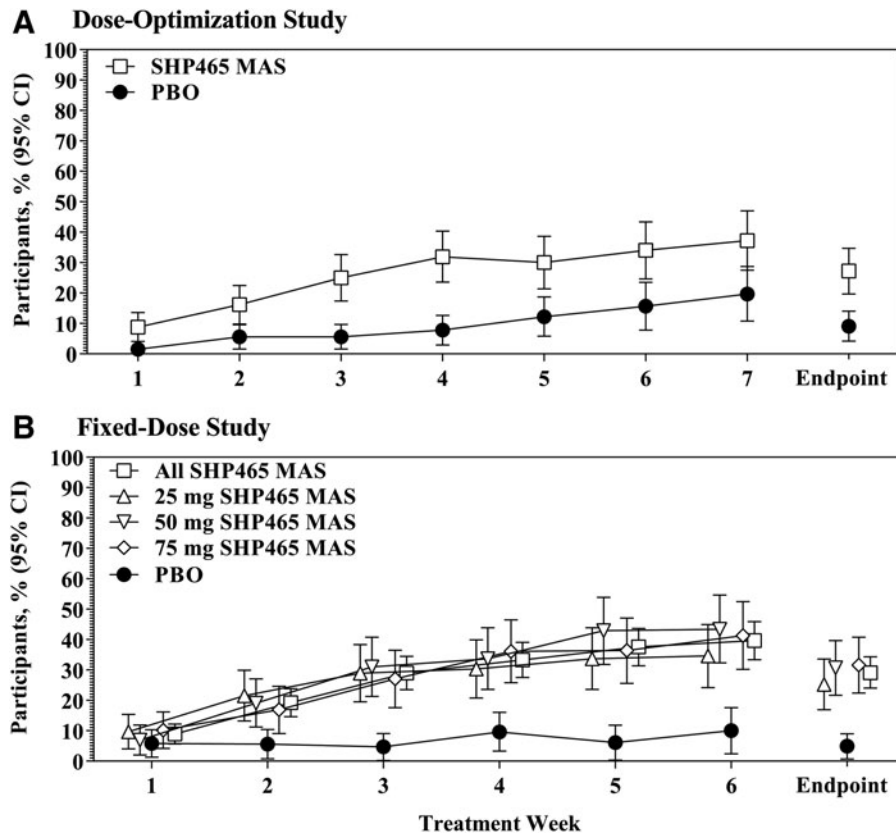 A Dose-Optimization Study
100
90
80
70
60
50
40
30
20
10
0
Participants, % (95% CI)
SHP465 MAS
PBO
1 2 3 4 5 6 7 Endpoint
B Fixed-Dose Study
100
90
80
70
60
50
40
30
20
10
0
Participants, % (95% CI)
All SHP465 MAS
25 mg SHP465 MAS
50 mg SHP465 MAS
75 mg SHP465 MAS
PBO
1 2 3 4 5 6 Endpoint
Treatment Week